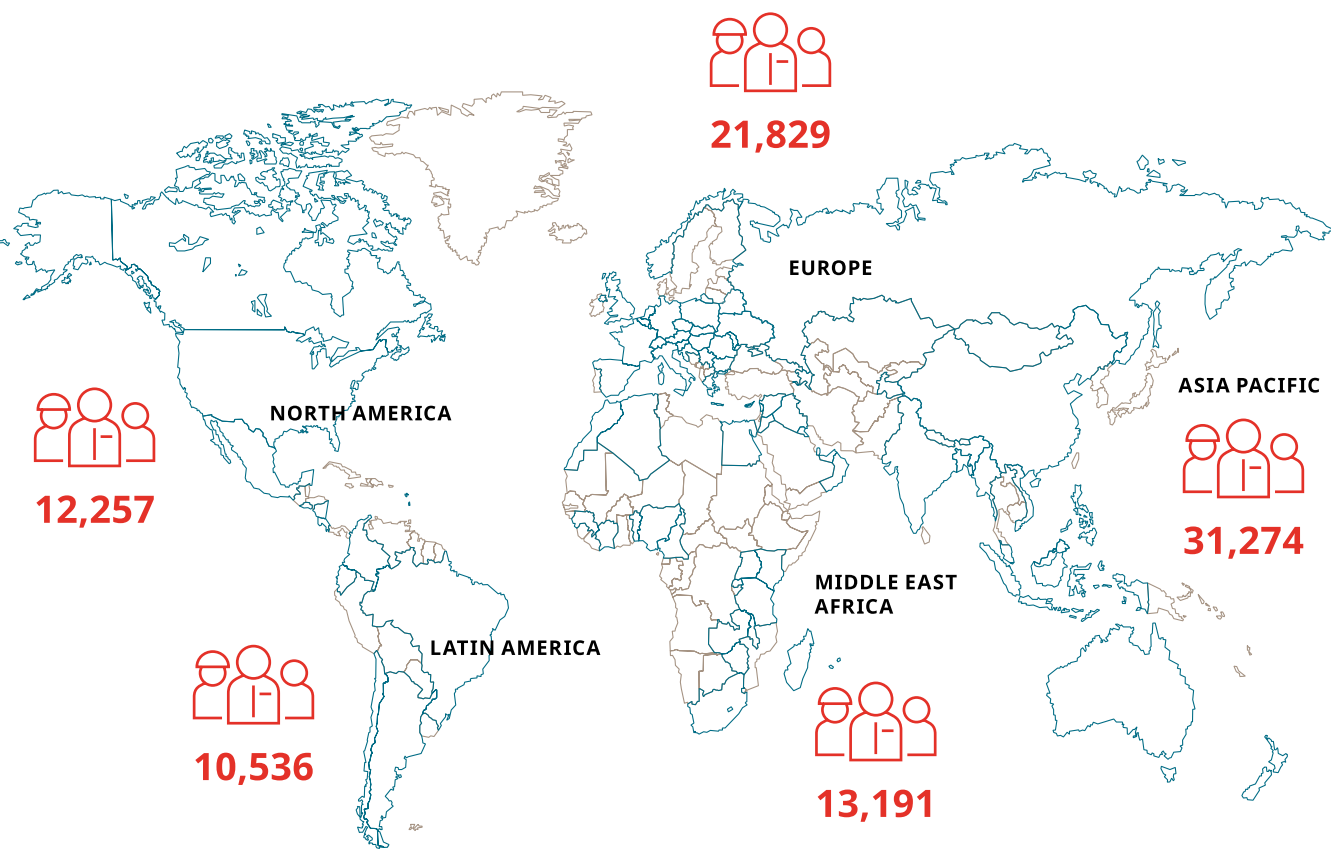 21,829
EUROPE
ASIA PACIFIC
31,274
NORTH AMERICA
12,257
MIDDLE EAST
AFRICA
13,191
LATIN AMERICA
10,536